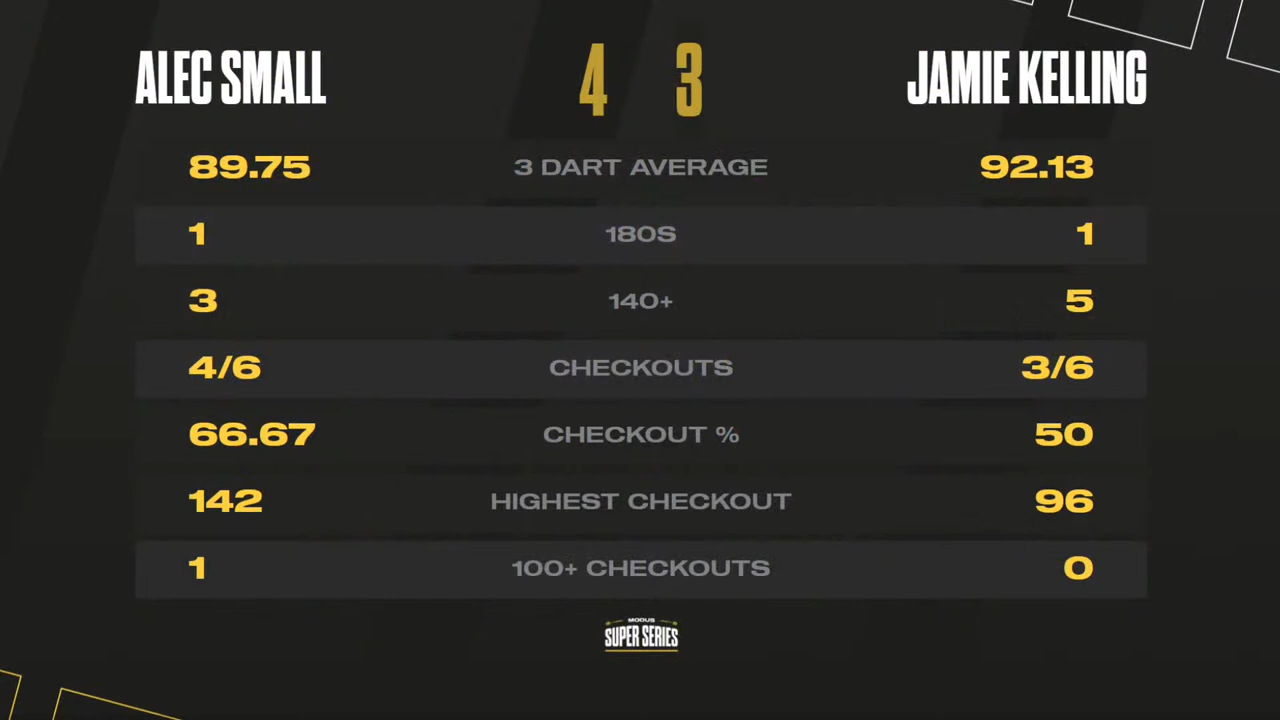 ALEC SMALL 4 3 JAMIE KELLING
89.75 3 DART AVERAGE 92.13
1 180S 1
3 140+ 5
4/6 CHECKOUTS 3/6
66.67 CHECKOUT % 50
142 HIGHEST CHECKOUT 96
1 100+ CHECKOUTS 0
MODUS
SUPER SERIES